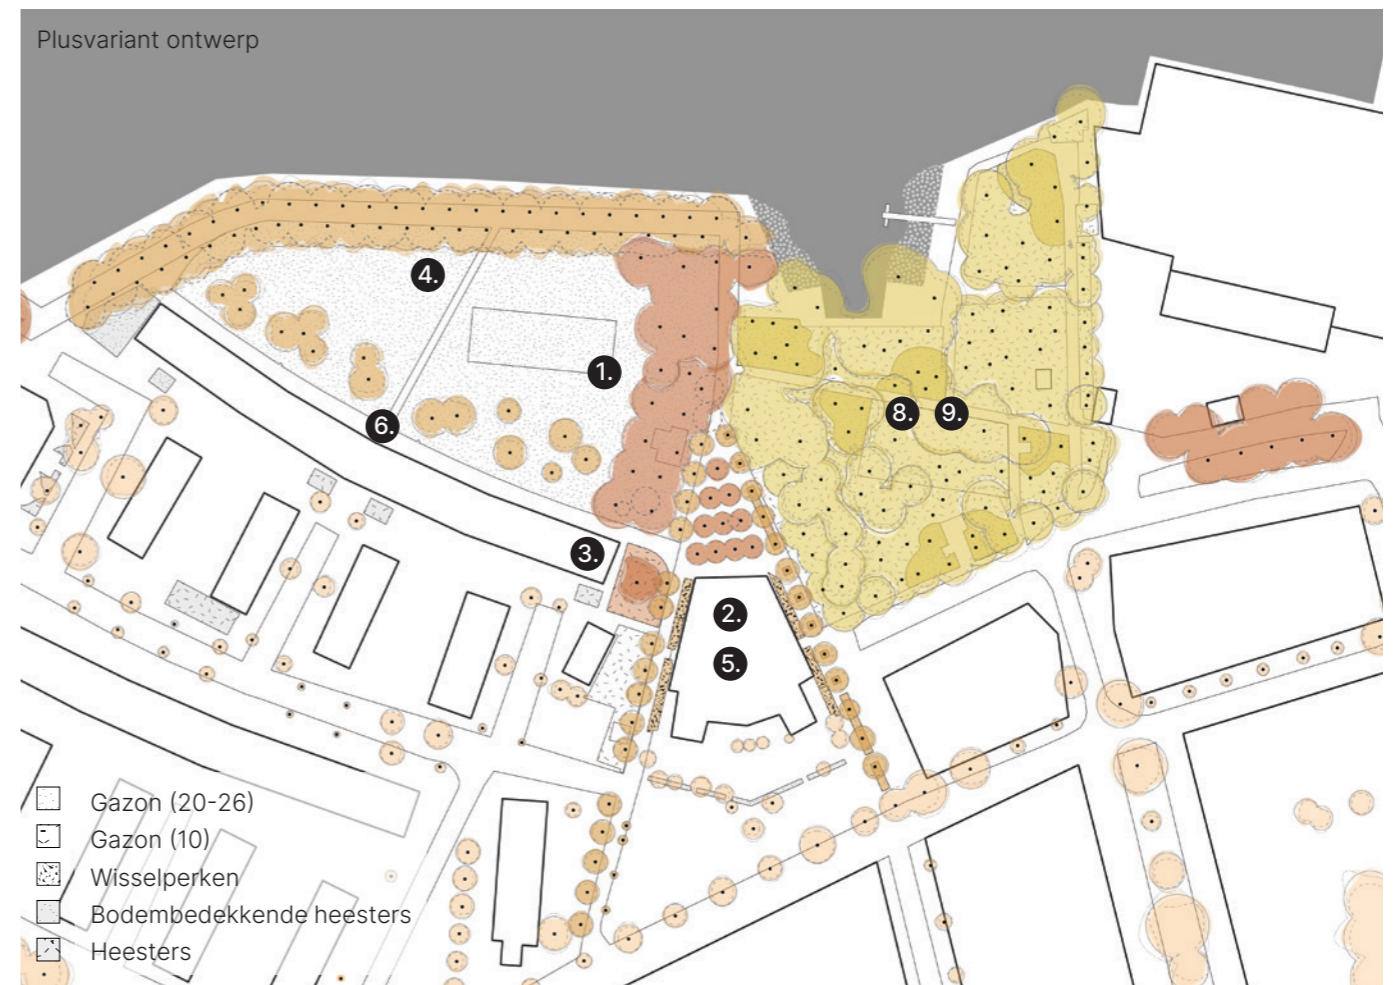 Plusvariant ontwerp
4.
1.
6.
8. 9.
3.
2.
5.
Gazon (20-26)
Gazon (10)
Wisselperken
Bodembedekkende heesters
Heesters